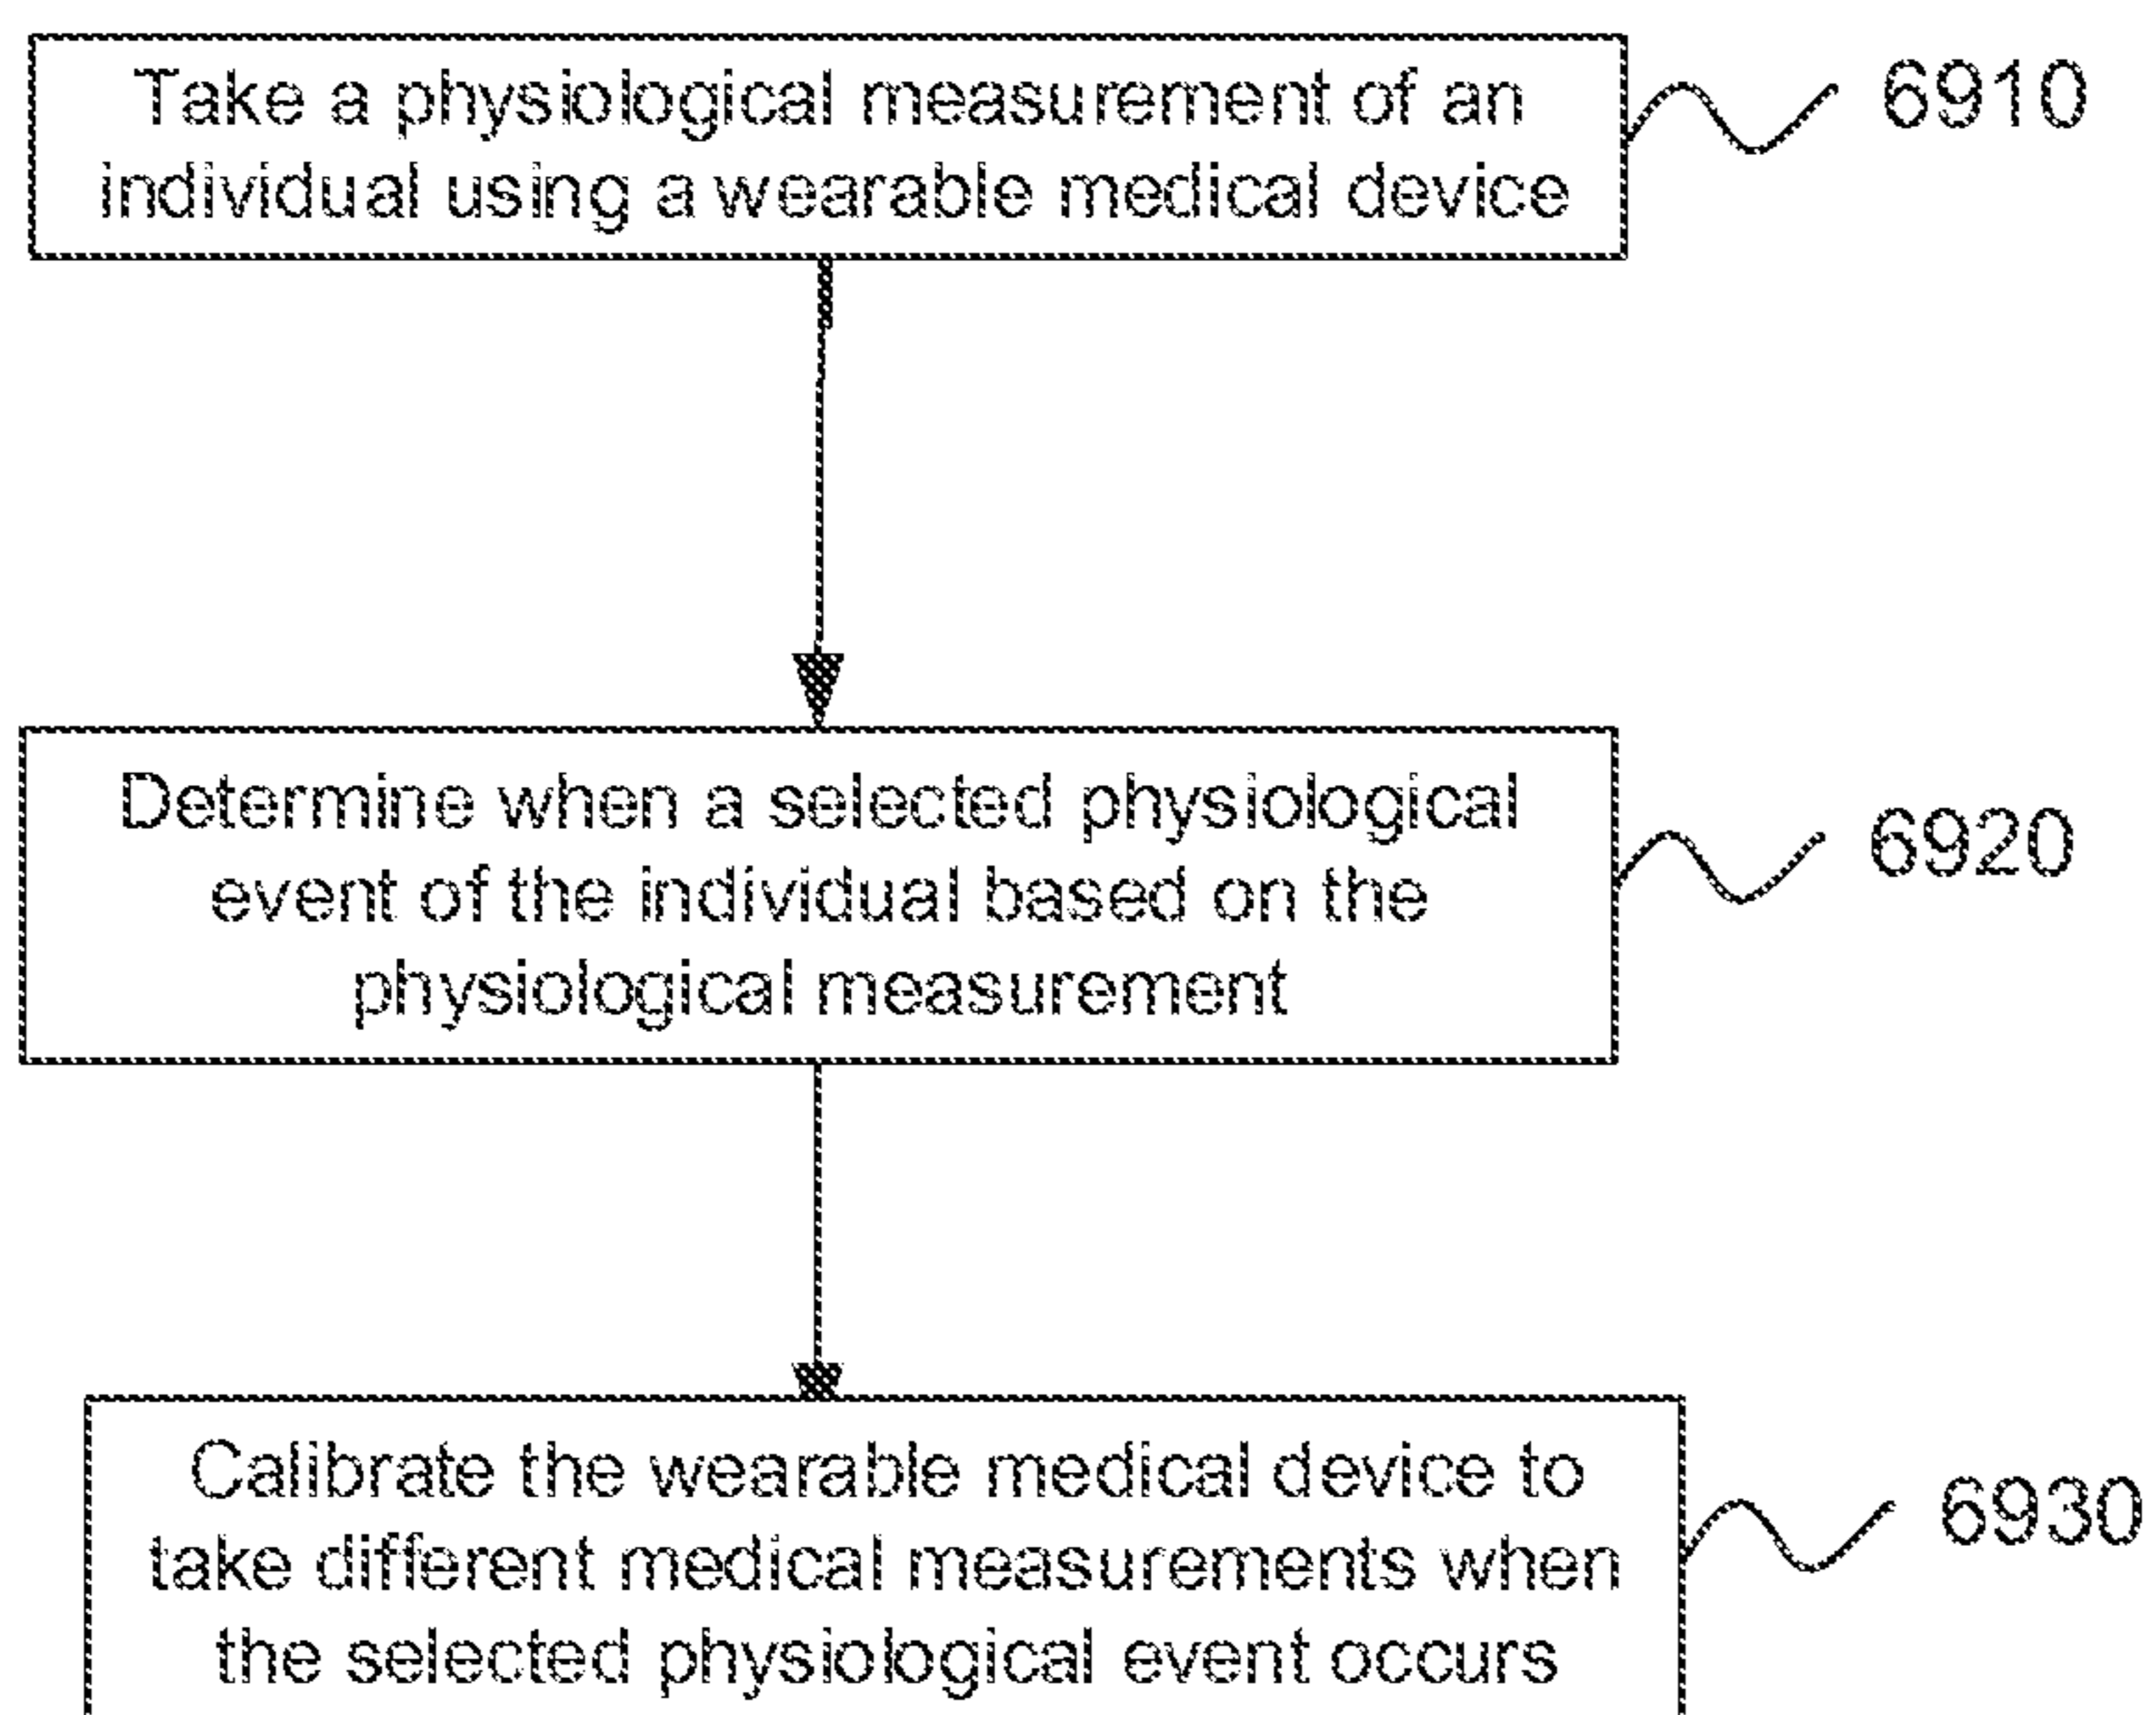 Take a physiological measurement of an
individual using a wearable medical device
6910
Determine when a selected physiological
event of the individual based on the
physiological measurement
6920
Calibrate the wearable medical device to
take different medical measurements when
the selected physiological event occurs
6930